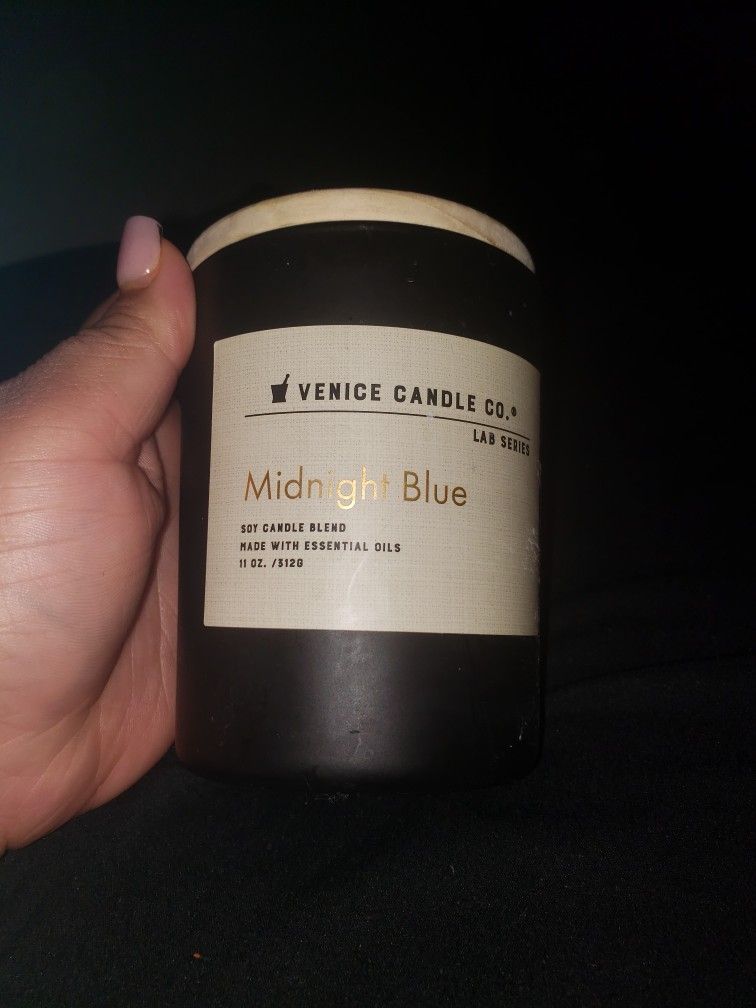 VENICE CANDLE CO.®
LAB SERIES
Midnight Blue
SOY CANDLE BLEND
MADE WITH ESSENTIAL OILS
11 OZ. /312G